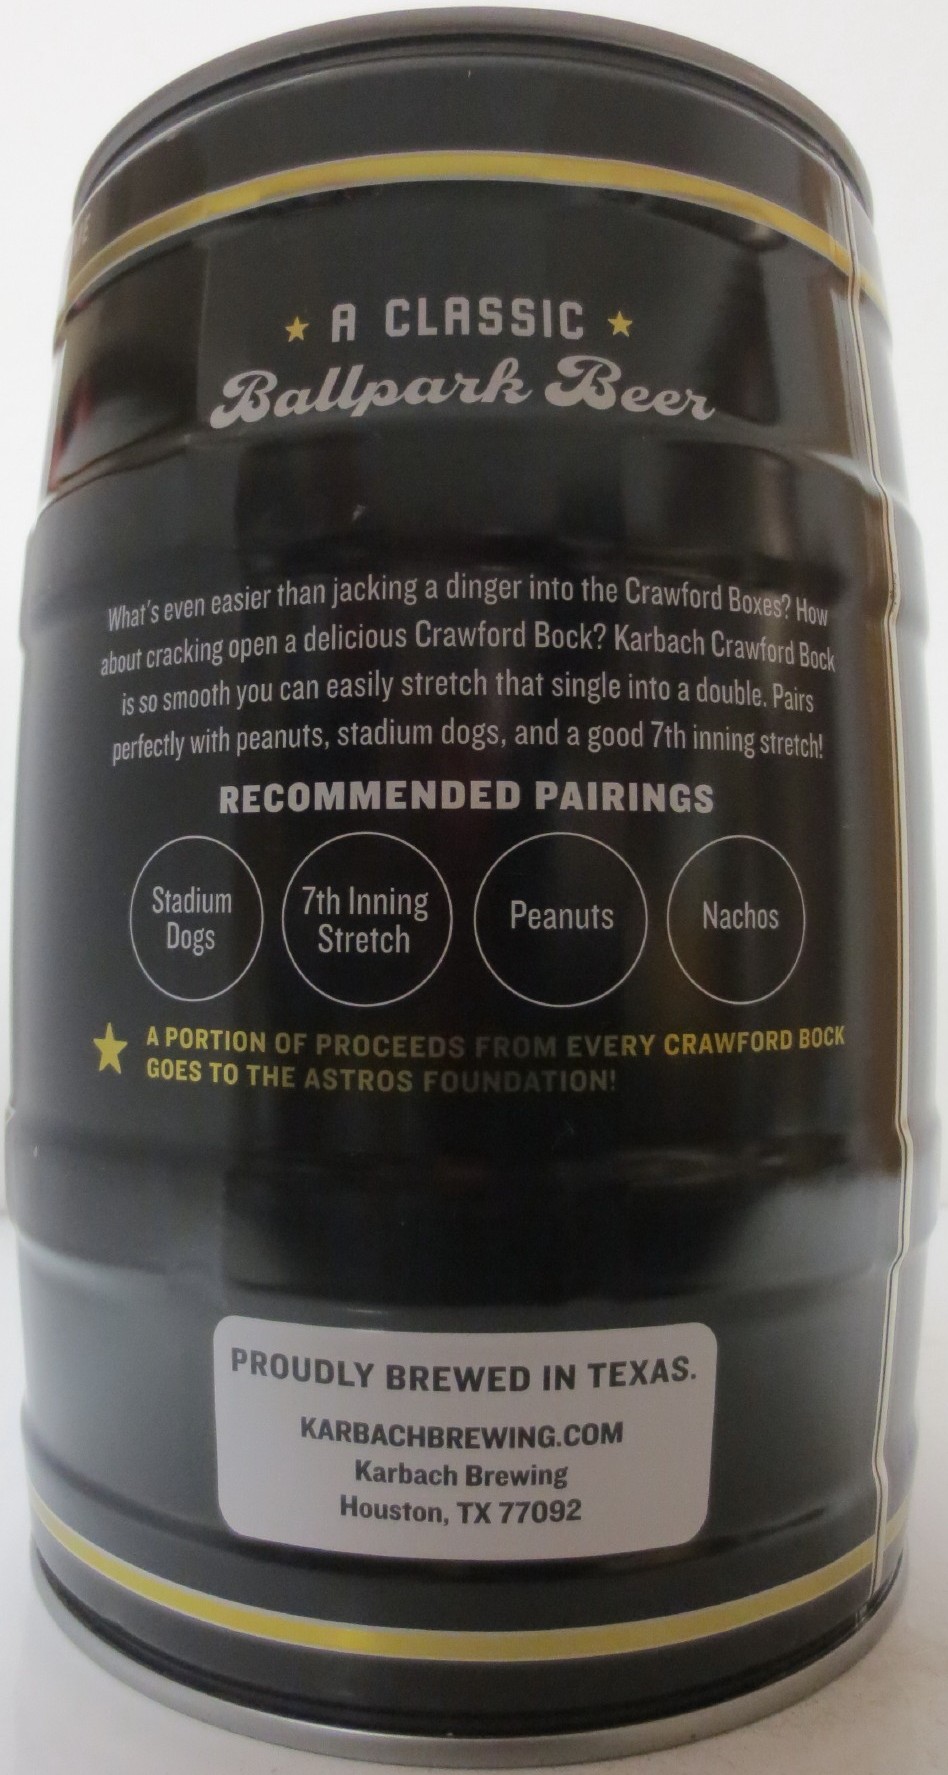 A CLASSIC
Ballpark Beer
What's even easier than jacking a dinger into the Crawford Boxes? How
about cracking open a delicious Crawford Bock? Karbach Crawford Bock
is so smooth you can easily stretch that single into a double. Pairs
perfectly with peanuts, stadium dogs, and a good 7th inning stretch!
RECOMMENDED PAIRINGS
Stadium
Dogs
7th Inning
Stretch
Peanuts
Nachos
A PORTION OF PROCEEDS FROM EVERY CRAWFORD BOCK
GOES TO THE ASTROS FOUNDATION!
PROUDLY BREWED IN TEXAS.
KARBACHBREWING.COM
Karbach Brewing
Houston, TX 77092